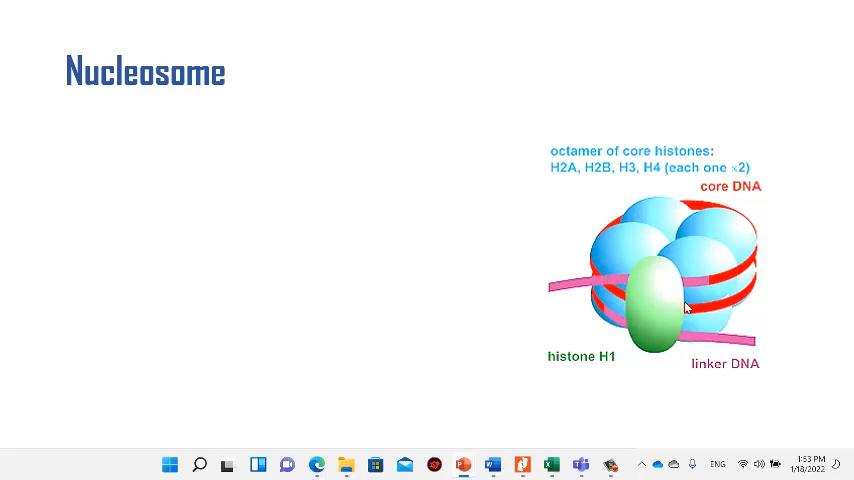 Nucleosome
octamer of core histones:
H2A, H2B, H3, H4 (each one ×2)
core DNA
histone H1
linker DNA
ENG
1:53 PM
1/18/2022